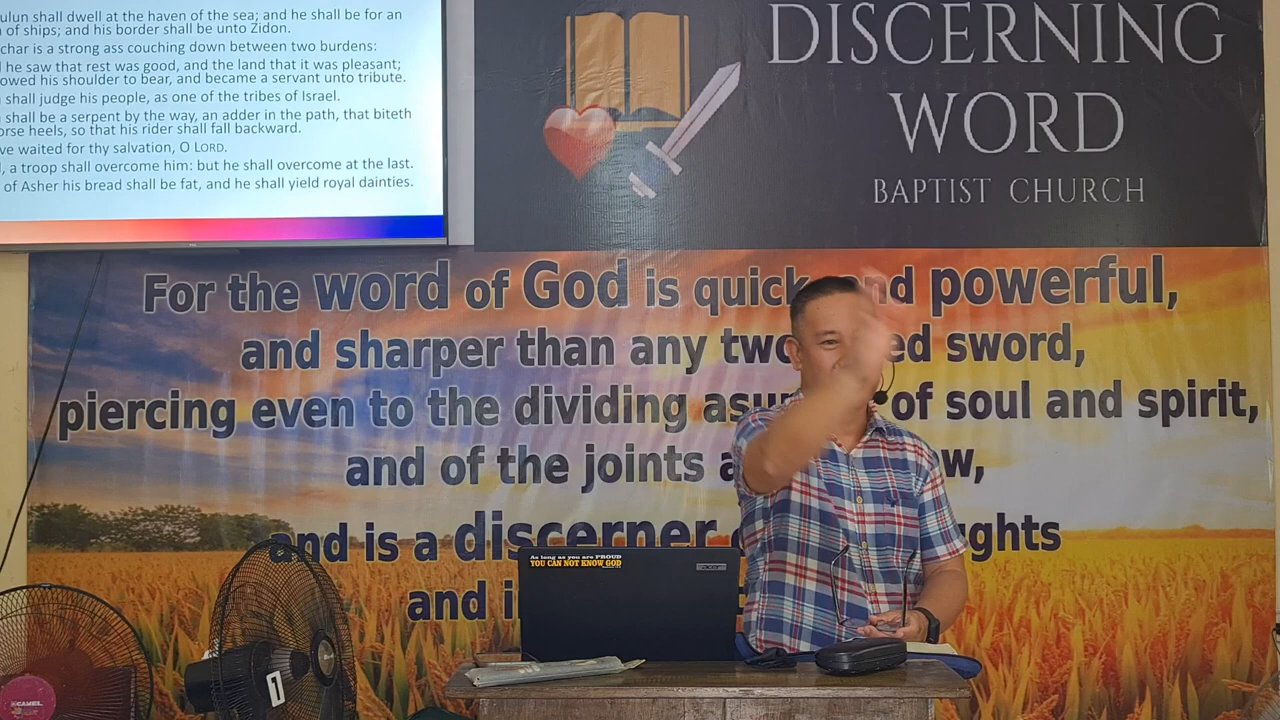 shall dwell at the haven of the sea; and he shall be for an
of ships; and his border shall be unto Zidon.
is a strong ass couching down between two burdens:
he saw that rest was good, and the land that it was pleasant;
his shoulder to bear, and became a servant unto tribute.
shall judge his people, as one of the tribes of Israel.
shall be a serpent by the way, an adder in the path, that biteth
heels, so that his rider shall fall backward.
waited for thy salvation, O LORD.
a troop shall overcome him: but he shall overcome at the last.
of Asher his bread shall be fat, and he shall yield royal dainties.
DISCERNING
WORD
BAPTIST CHURCH
For the word of God is quick and powerful,
and sharper than any sword,
piercing even to the dividing of soul and spirit,
and of the joints
and is a discerner
and
As long as you are PROUD
YOU CAN NOT KNOW GOD
acer
1
CAMEL